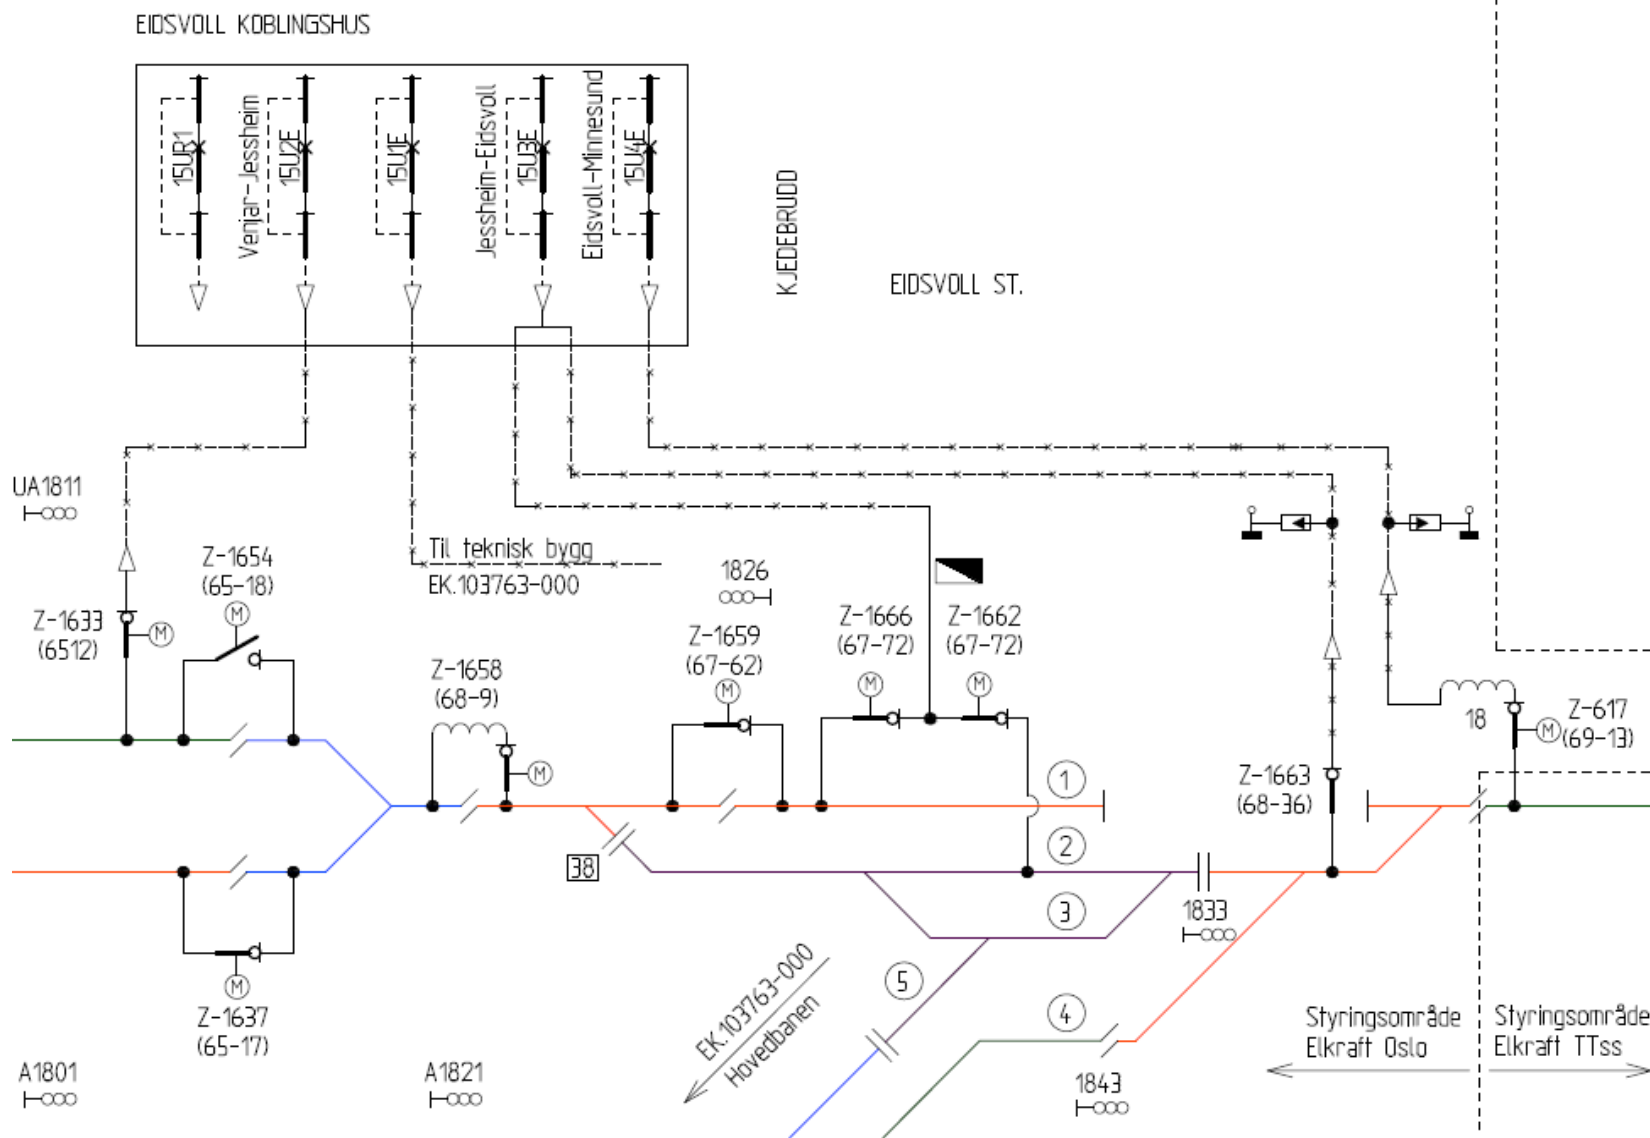 EIDSVOLL KOBLINGSHUS
15UR1
Venjar-Jessheim
15U2E
15U1E
Jessheim-Eidsvoll
15U3E
Eidsvoll-Minnesund
15U4E
KJEDEBRUDD
EIDSVOLL ST.
UA1811
Z-1654
(65-18)
M
Z-1633
(6512)
M
Til teknisk bygg
EK.103763-000
1826
Z-1659
(67-62)
M
Z-1666
(67-72)
M
Z-1662
(67-72)
M
Z-1658
(68-9)
M
18
Z-617
(69-13)
M
Z-1663
(68-36)
1
2
3
38
1833
5
4
EK.103763-000
Hovedbanen
M
Z-1637
(65-17)
A1801
A1821
1843
Styringsområde
Elkraft Oslo
Styringsområde
Elkraft TTss